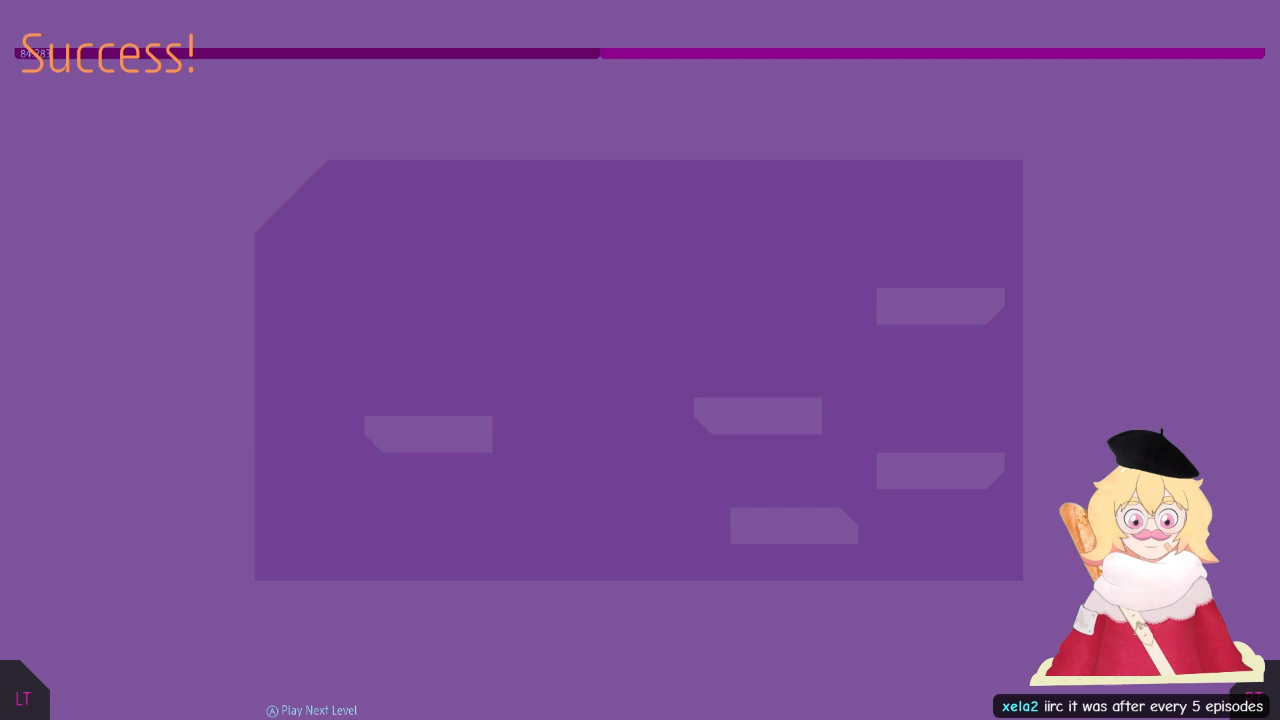 Success!
LT
Ⓐ Play Next Level
xela2 iirc it was after every 5 episodes